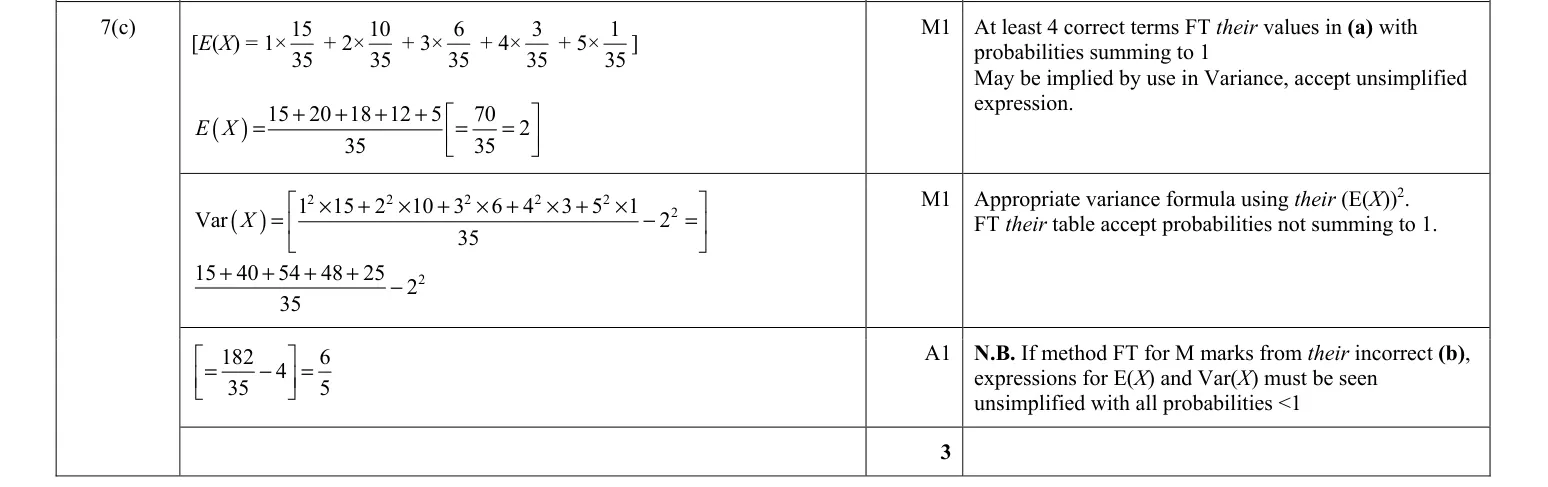 7(c)
[E(X) = 1× 15/35 + 2× 10/35 + 3× 6/35 + 4× 3/35 + 5× 1/35 ]
M1
At least 4 correct terms FT their values in (a) with
probabilities summing to 1
May be implied by use in Variance, accept unsimplified
expression.
E(X) = (15+20+18+12+5)/35 [= 70/35 = 2]
Var(X) = [(1² ×15 + 2² ×10 + 3² ×6 + 4² ×3 + 5² ×1)/35 − 2² =]
(15+40+54+48+25)/35 − 2²
M1
Appropriate variance formula using their (E(X))².
FT their table accept probabilities not summing to 1.
[= 182/35 − 4] = 6/5
A1
N.B. If method FT for M marks from their incorrect (b),
expressions for E(X) and Var(X) must be seen
unsimplified with all probabilities <1
3